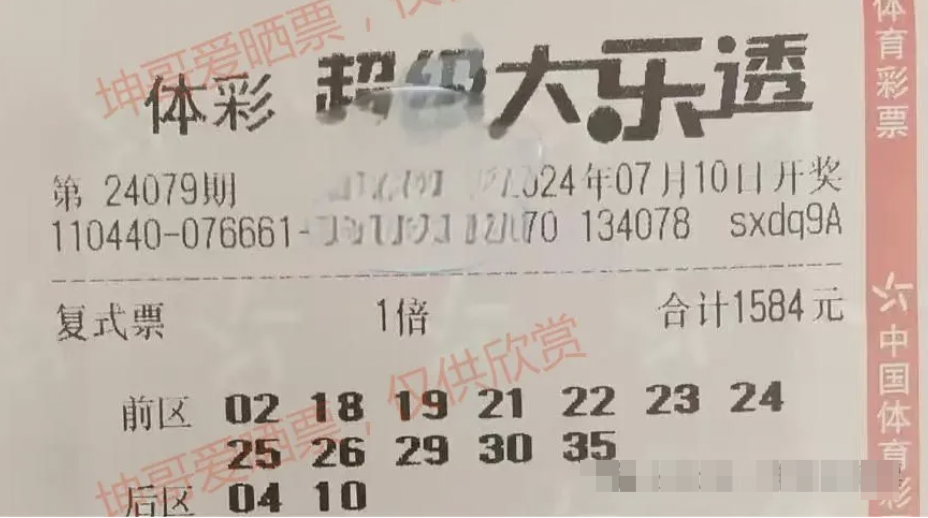 坤哥爱晒票，仅
体彩 超级大乐透
第 24079期 2024年07月10日开奖
110440-076661- 70 134078 sxdq9A
复式票 1倍 合计1584元
坤哥爱晒票，仅供欣赏
前区 02 18 19 21 22 23 24
25 26 29 30 35
后区 04 10
体育彩票
中国体育彩